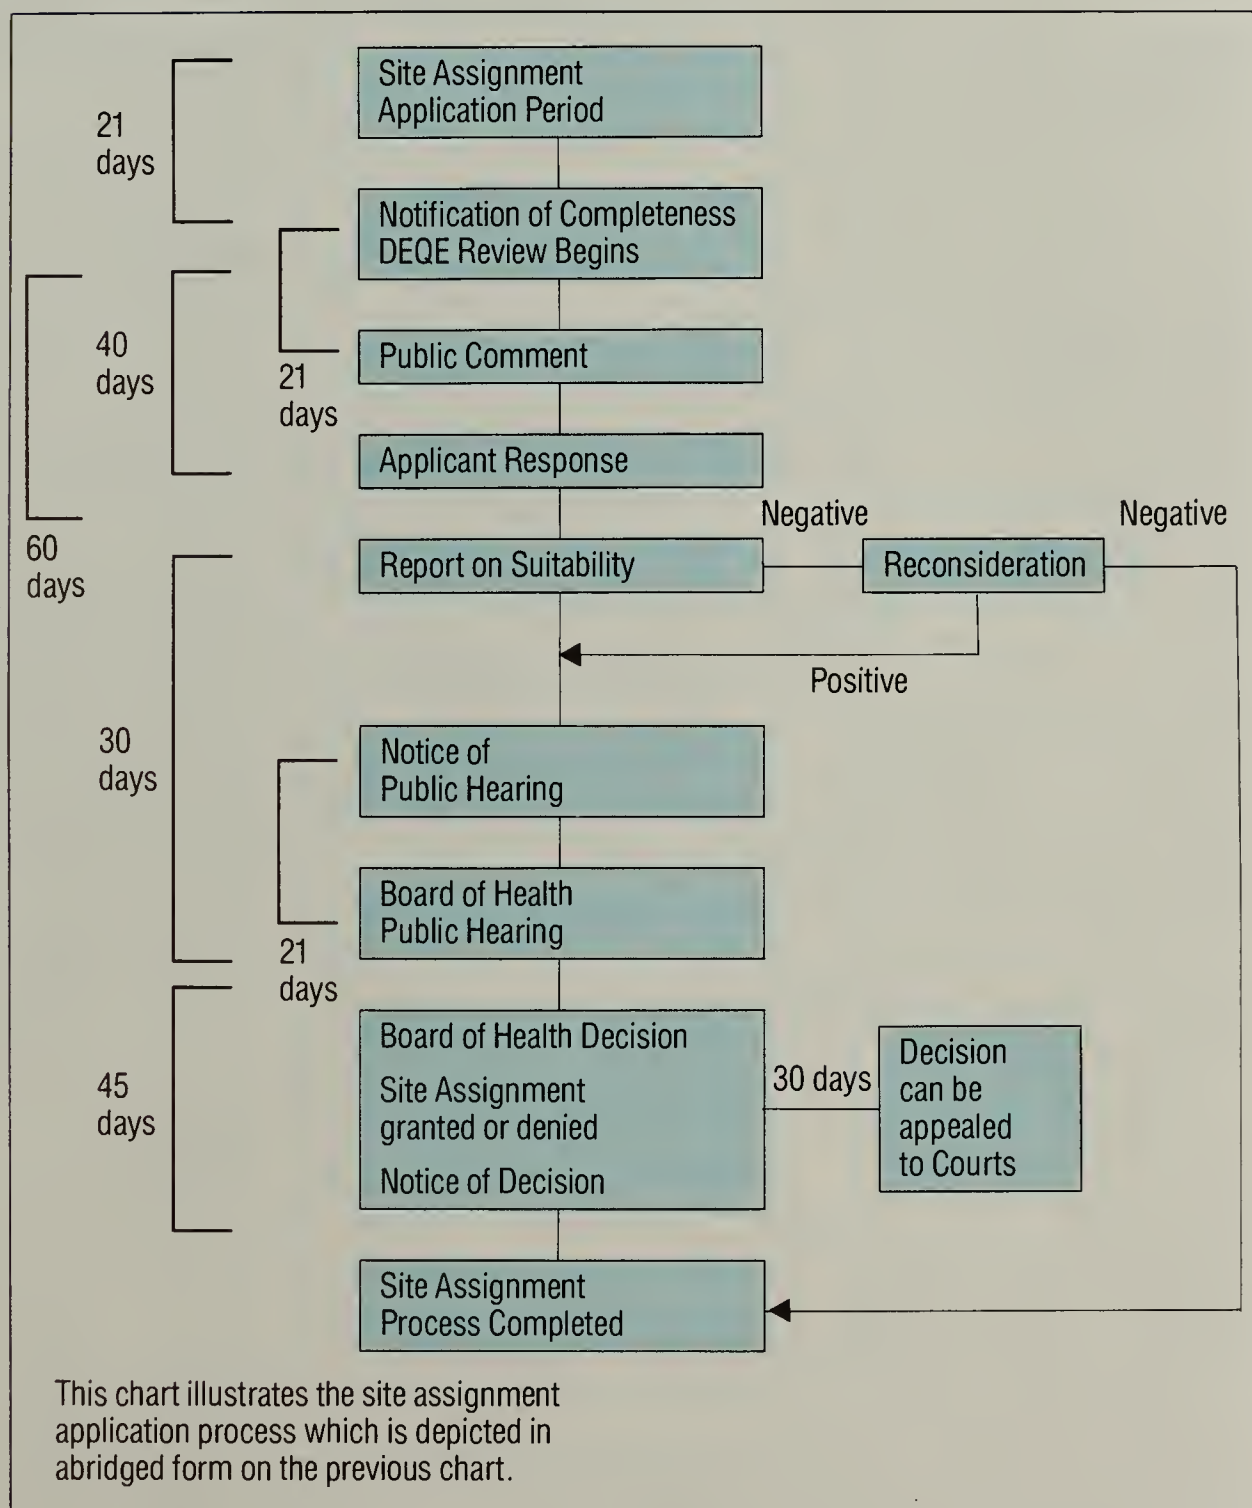 Site Assignment
Application Period
21
days
Notification of Completeness
DEQE Review Begins
40
days
21
days
Public Comment
Applicant Response
60
days
Negative
Negative
Report on Suitability
Reconsideration
Positive
30
days
Notice of
Public Hearing
Board of Health
Public Hearing
21
days
Board of Health Decision
Site Assignment
granted or denied
Notice of Decision
45
days
30 days
Decision
can be
appealed
to Courts
Site Assignment
Process Completed
This chart illustrates the site assignment
application process which is depicted in
abridged form on the previous chart.